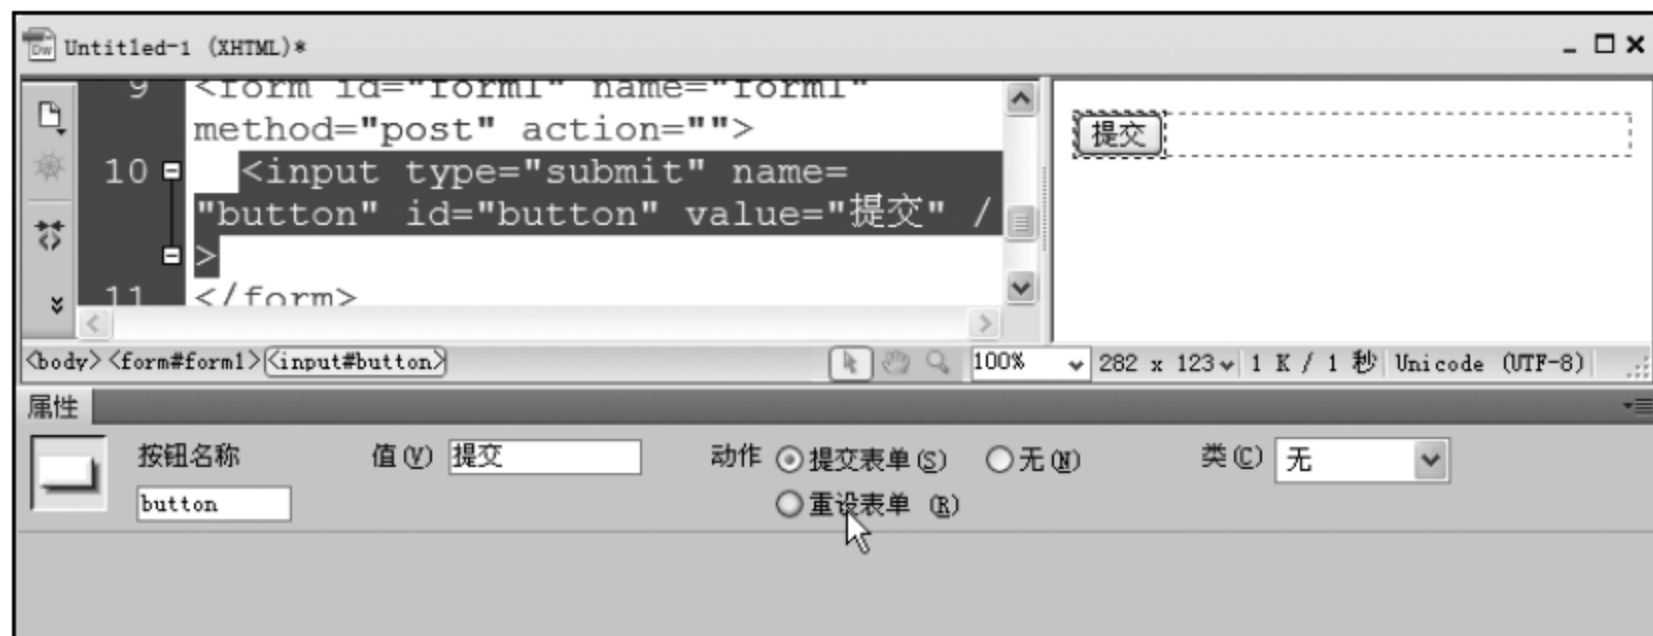 Untitled-1 (XHTML)*
9 <form id="form1" name="form1"
method="post" action="">
10 <input type="submit" name=
"button" id="button" value="提交" /
>
11 </form>
提交
<body> <form#form1> <input#button> 100% 282 x 123 1 K / 1 秒 Unicode (UTF-8)
属性
按钮名称 值(V) 提交 动作 提交表单(S) 无(N) 类(C) 无
button 重设表单 (R)